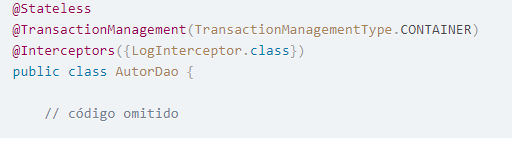 @Stateless
@TransactionManagement(TransactionManagementType.CONTAINER)
@Interceptors({LogInterceptor.class})
public class AutorDao {
// código omitido